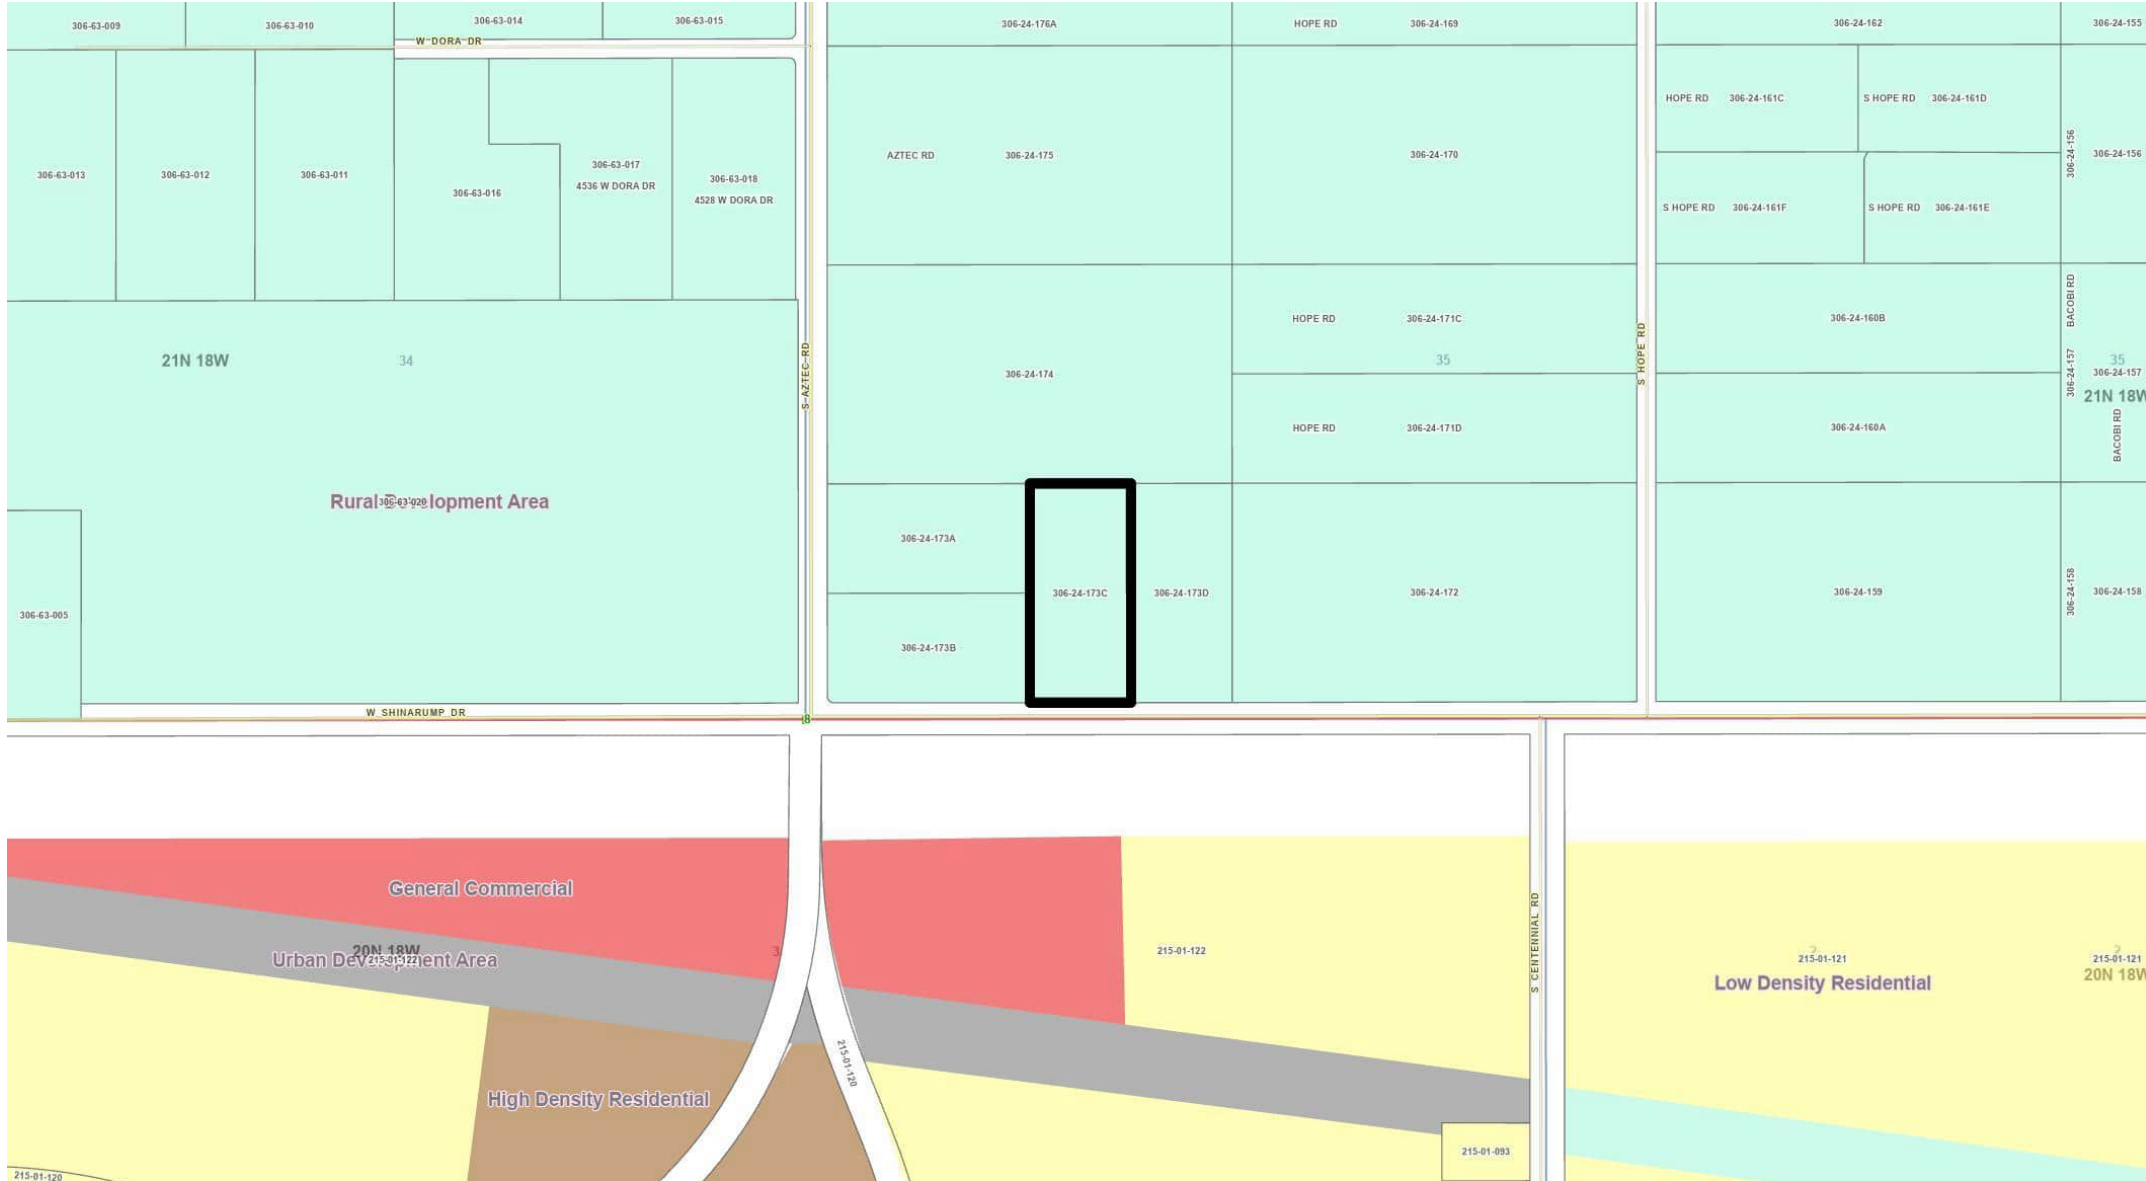 306-63-009
306-63-010
306-63-014
306-63-015
306-24-176A
HOPE RD 306-24-169
306-24-162
306-24-155
W DORA DR
306-63-013
306-63-012
306-63-011
306-63-016
306-63-017
4536 W DORA DR
306-63-018
4528 W DORA DR
AZTEC RD 306-24-175
306-24-170
HOPE RD 306-24-161C
S HOPE RD 306-24-161D
306-24-156
306-24-156
S HOPE RD 306-24-161F
S HOPE RD 306-24-161E
21N 18W
34
S AZTEC RD
306-24-174
HOPE RD 306-24-171C
35
HOPE RD 306-24-171D
S HOPE RD
306-24-160B
306-24-160A
BACOBI RD
306-24-157
35
306-24-157
21N 18W
BACOBI RD
Rural Development Area
306-63-020
306-63-005
306-24-173A
306-24-173B
306-24-173C
306-24-173D
306-24-172
306-24-159
306-24-158
306-24-158
W SHINARUMP DR
8
General Commercial
20N 18W
Urban Development Area
215-01-122
3
215-01-122
S CENTENNIAL RD
2
215-01-121
Low Density Residential
2
215-01-121
20N 18W
High Density Residential
215-01-120
215-01-093
215-01-120